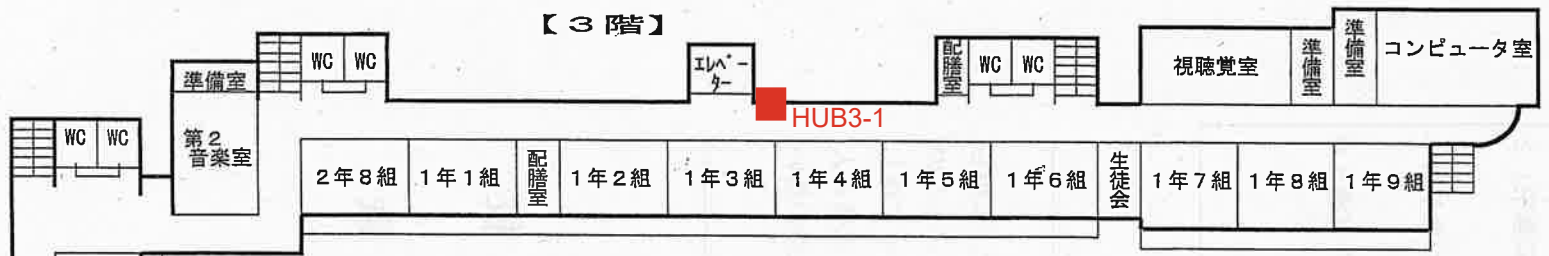 【3階】
準備室
WC
WC
エレベーター
配膳室
WC
WC
視聴覚室
準備室
準備室
コンピュータ室
HUB3-1
WC
WC
第2音楽室
2年8組
1年1組
配膳室
1年2組
1年3組
1年4組
1年5組
1年6組
生徒会
1年7組
1年8組
1年9組